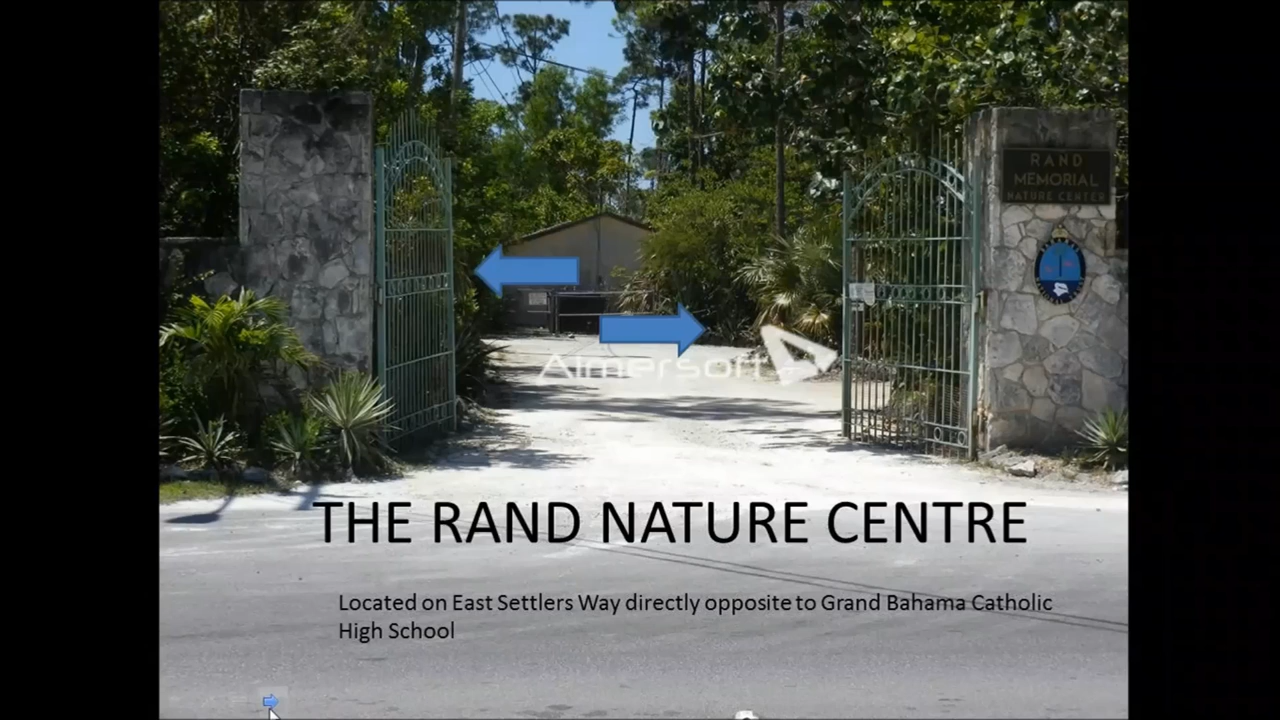 RAND
MEMORIAL
NATURE CENTER
Aimersoft
THE RAND NATURE CENTRE
Located on East Settlers Way directly opposite to Grand Bahama Catholic
High School